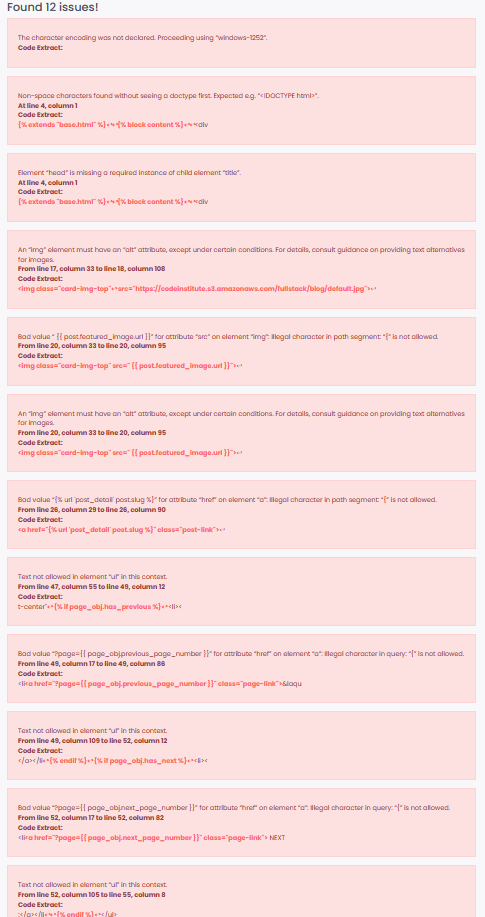 Found 12 issues!
The character encoding was not declared. Proceeding using "windows-1252".
Code Extract:
Non-space characters found without seeing a doctype first. Expected e.g. "<!DOCTYPE html>".
At line 4, column 1
Code Extract:
{% extends "base.html" %}↩↰{% block content %}↩↰<div
Element "head" is missing a required instance of child element "title".
At line 4, column 1
Code Extract:
{% extends "base.html" %}↩↰{% block content %}↩↰<div
An "img" element must have an "alt" attribute, except under certain conditions. For details, consult guidance on providing text alternatives
for images.
From line 17, column 33 to line 18, column 108
Code Extract:
<img class="card-img-top"↩src="https://codeinstitute.s3.amazonaws.com/fullstack/blog/default.jpg">↩
Bad value " {{ post.featured_image.url }}" for attribute "src" on element "img": Illegal character in path segment: "{" is not allowed.
From line 20, column 33 to line 20, column 95
Code Extract:
<img class="card-img-top" src=" {{ post.featured_image.url }}">↩
An "img" element must have an "alt" attribute, except under certain conditions. For details, consult guidance on providing text alternatives
for images.
From line 20, column 33 to line 20, column 95
Code Extract:
<img class="card-img-top" src=" {{ post.featured_image.url }}">↩
Bad value "{% url 'post_detail' post.slug %}" for attribute "href" on element "a": Illegal character in path segment: "{" is not allowed.
From line 26, column 29 to line 26, column 90
Code Extract:
<a href="{% url 'post_detail' post.slug %}" class="post-link">↩
Text not allowed in element "ul" in this context.
From line 47, column 55 to line 49, column 12
Code Extract:
t-center">↩{% if page_obj.has_previous %}↩<li><
Bad value "?page={{ page_obj.previous_page_number }}" for attribute "href" on element "a": Illegal character in query: "{" is not allowed.
From line 49, column 17 to line 49, column 86
Code Extract:
<li><a href="?page={{ page_obj.previous_page_number }}" class="page-link">&laqu
Text not allowed in element "ul" in this context.
From line 49, column 109 to line 52, column 12
Code Extract:
</a></li>↩{% endif %}↩{% if page_obj.has_next %}↩<li><
Bad value "?page={{ page_obj.next_page_number }}" for attribute "href" on element "a": Illegal character in query: "{" is not allowed.
From line 52, column 17 to line 52, column 82
Code Extract:
<li><a href="?page={{ page_obj.next_page_number }}" class="page-link"> NEXT
Text not allowed in element "ul" in this context.
From line 52, column 105 to line 55, column 8
Code Extract:
;</a></li>↩{% endif %}↩</ul>